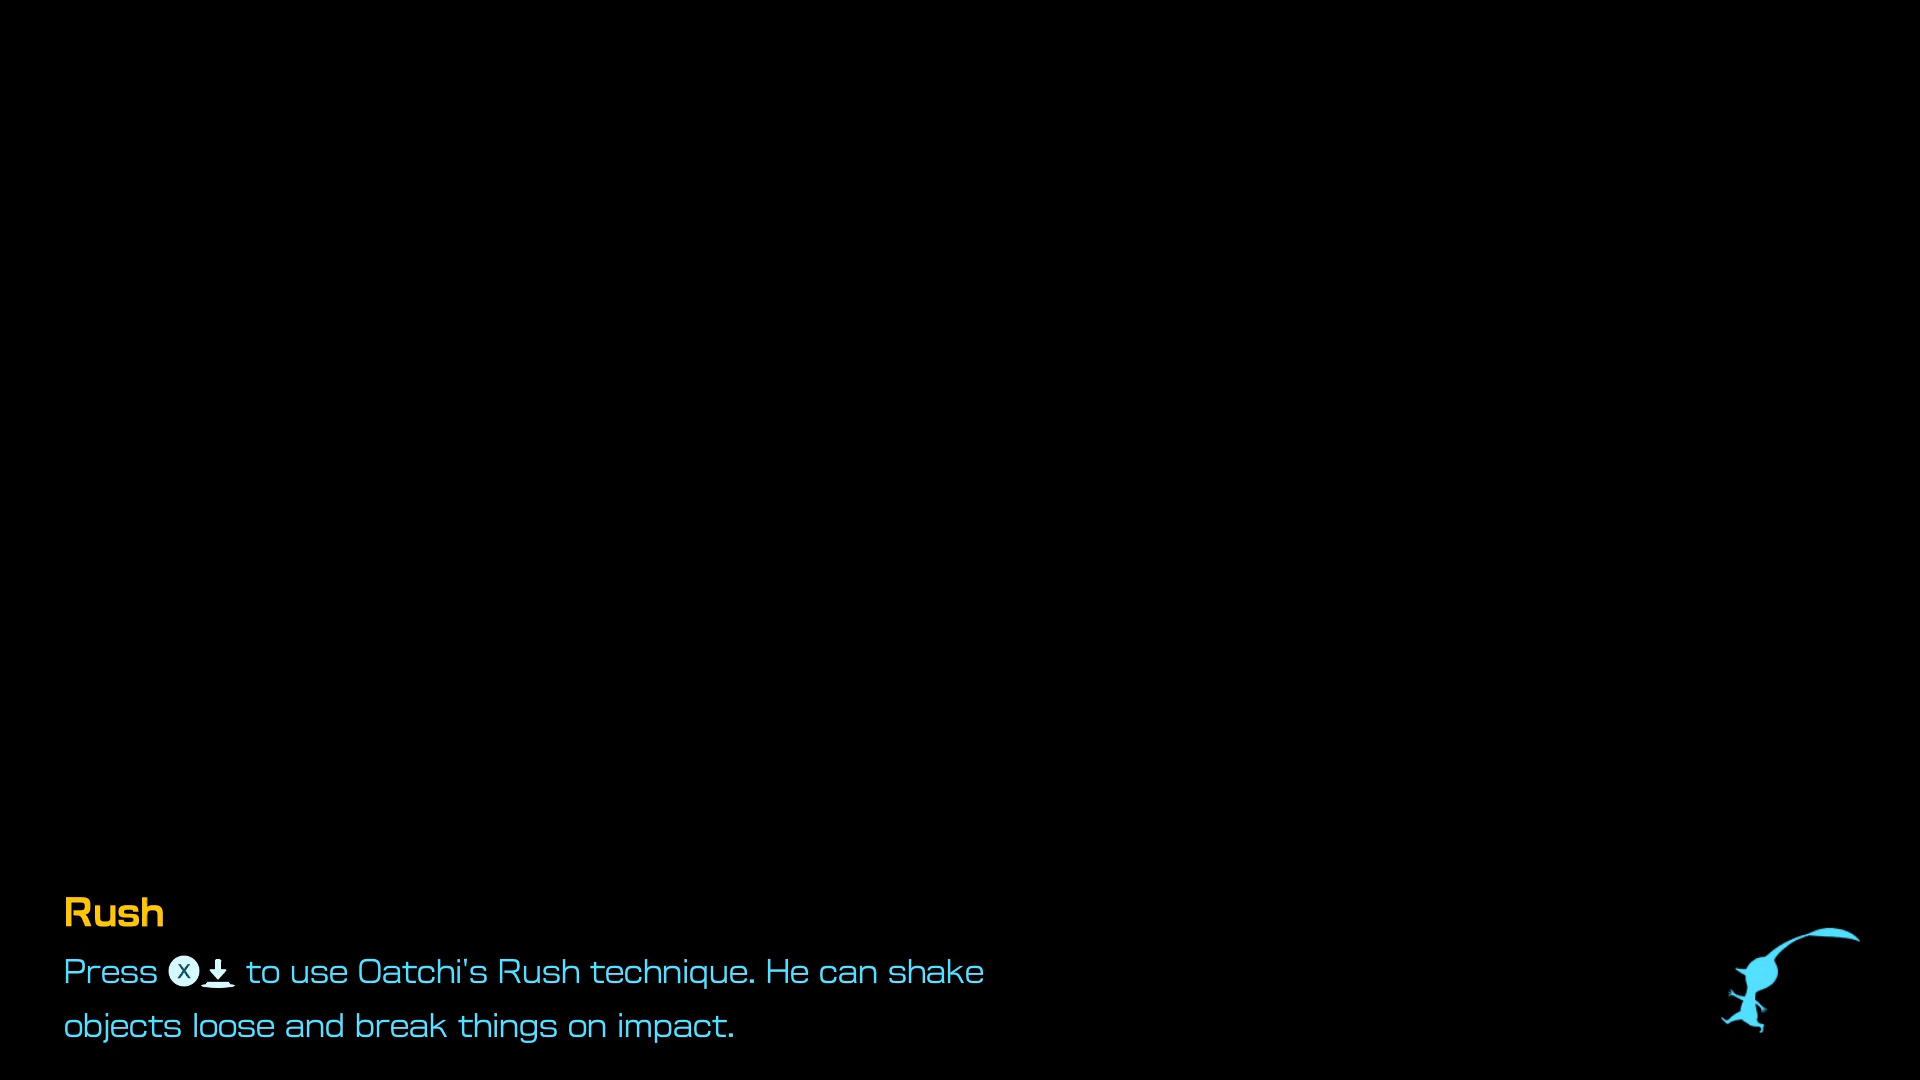 Rush
Press X to use Oatchi's Rush technique. He can shake
objects loose and break things on impact.